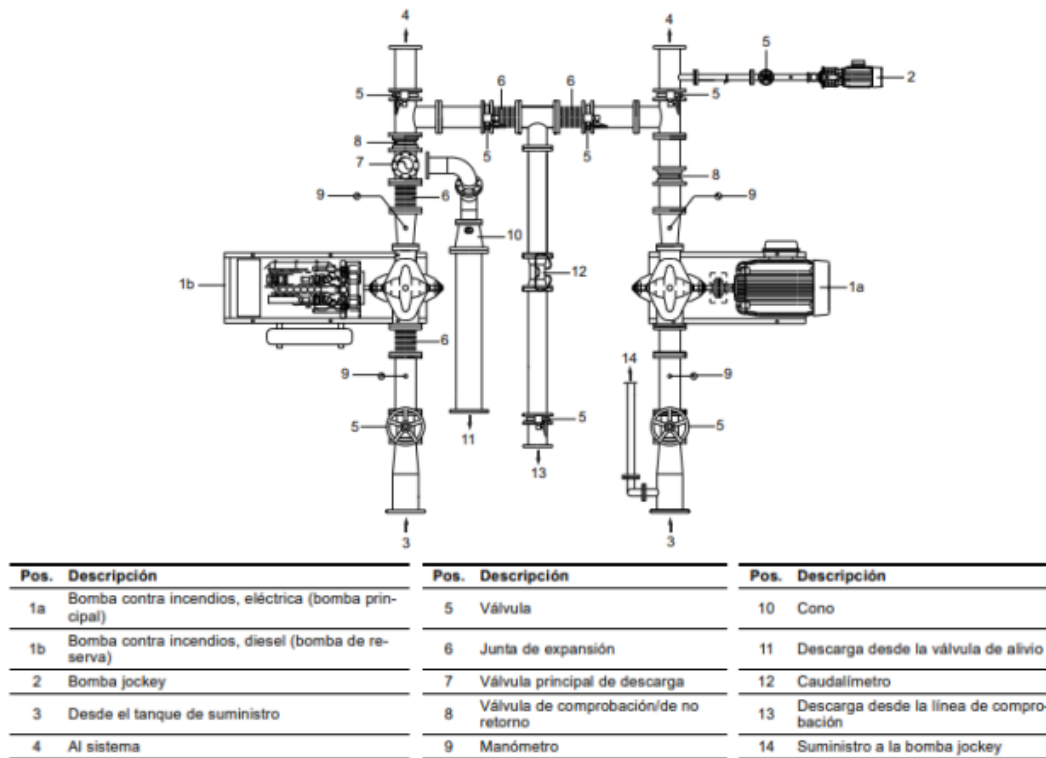 4
4
5
2
6
6
5
5
8
5
5
7
8
9
6
9
10
12
1b
1a
6
14
9
9
5
5
5
11
13
3
3
Pos. Descripción
1a Bomba contra incendios, eléctrica (bomba prin-
cipal)
1b Bomba contra incendios, diesel (bomba de re-
serva)
2 Bomba jockey
3 Desde el tanque de suministro
4 Al sistema
Pos. Descripción
5 Válvula
6 Junta de expansión
7 Válvula principal de descarga
8 Válvula de comprobación/de no
retorno
9 Manómetro
Pos. Descripción
10 Cono
11 Descarga desde la válvula de alivio
12 Caudalímetro
13 Descarga desde la línea de compro-
bación
14 Suministro a la bomba jockey